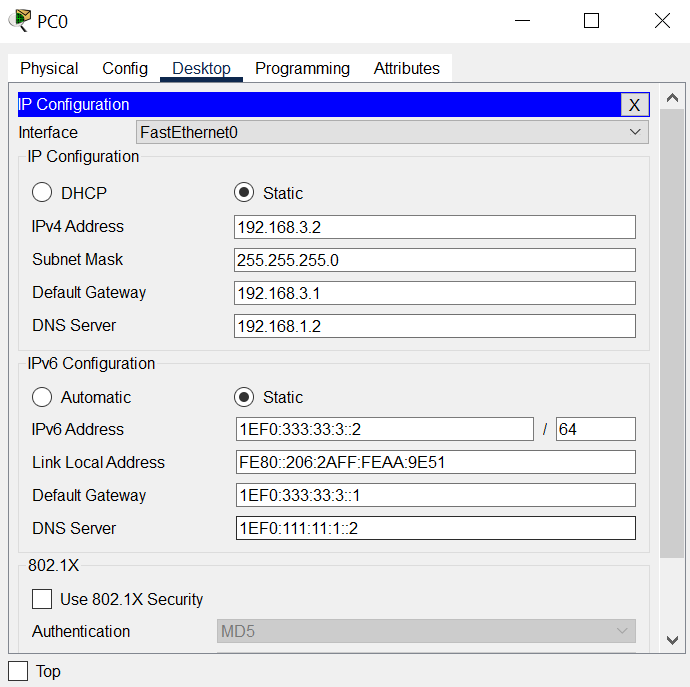 PC0
Physical Config Desktop Programming Attributes
IP Configuration X
Interface FastEthernet0
IP Configuration
DHCP Static
IPv4 Address 192.168.3.2
Subnet Mask 255.255.255.0
Default Gateway 192.168.3.1
DNS Server 192.168.1.2
IPv6 Configuration
Automatic Static
IPv6 Address 1EF0:333:33:3::2 / 64
Link Local Address FE80::206:2AFF:FEAA:9E51
Default Gateway 1EF0:333:33:3::1
DNS Server 1EF0:111:11:1::2
802.1X
Use 802.1X Security
Authentication MD5
Top